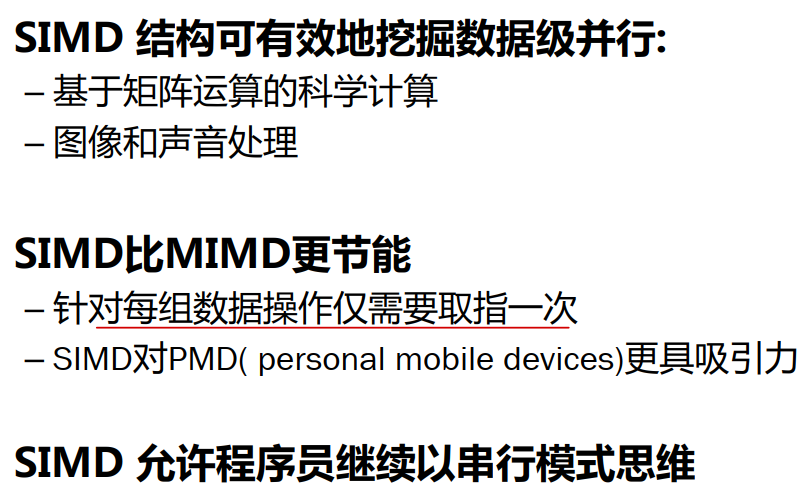 SIMD 结构可有效地挖掘数据级并行:
– 基于矩阵运算的科学计算
– 图像和声音处理
SIMD比MIMD更节能
– 针对每组数据操作仅需要取指一次
– SIMD对PMD( personal mobile devices)更具吸引力
SIMD 允许程序员继续以串行模式思维